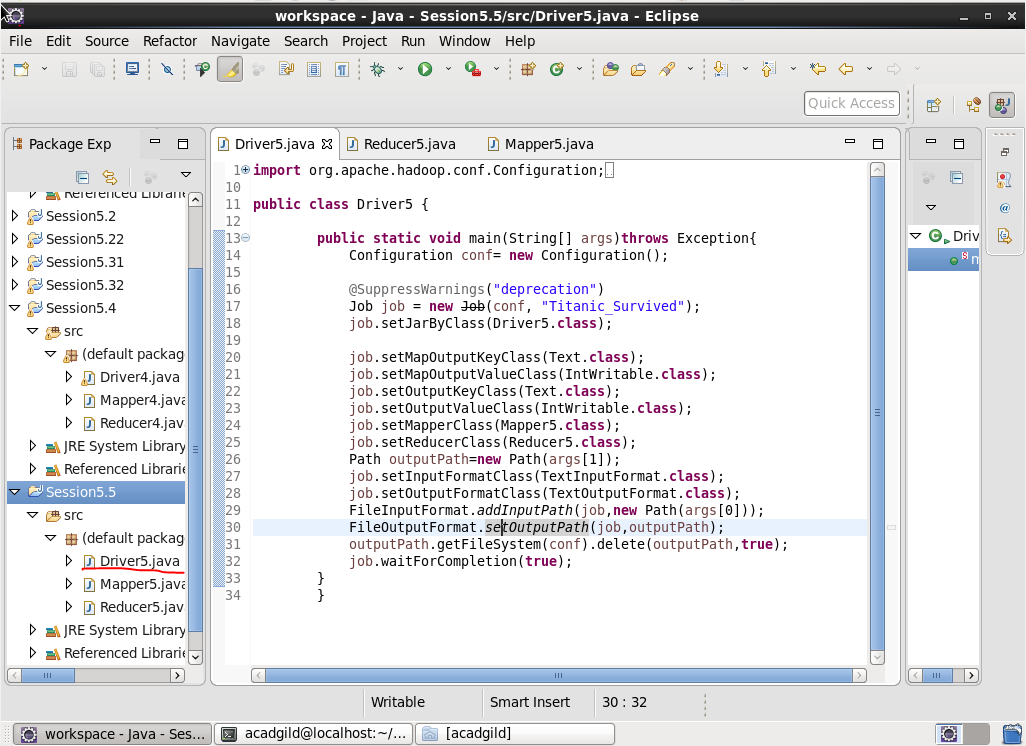 workspace - Java - Session5.5/src/Driver5.java - Eclipse
File Edit Source Refactor Navigate Search Project Run Window Help
Quick Access
Package Exp
Referenced Librarie
Session5.2
Session5.22
Session5.31
Session5.32
Session5.4
src
(default packag
Driver4.java
Mapper4.java
Reducer4.jav
JRE System Library
Referenced Librarie
Session5.5
src
(default packag
Driver5.java
Mapper5.java
Reducer5.jav
JRE System Library
Referenced Librarie
Driver5.java Reducer5.java Mapper5.java
1 import org.apache.hadoop.conf.Configuration;
10
11 public class Driver5 {
12
13 public static void main(String[] args)throws Exception{
14 Configuration conf= new Configuration();
15
16 @SuppressWarnings("deprecation")
17 Job job = new Job(conf, "Titanic_Survived");
18 job.setJarByClass(Driver5.class);
19
20 job.setMapOutputKeyClass(Text.class);
21 job.setMapOutputValueClass(IntWritable.class);
22 job.setOutputKeyClass(Text.class);
23 job.setOutputValueClass(IntWritable.class);
24 job.setMapperClass(Mapper5.class);
25 job.setReducerClass(Reducer5.class);
26 Path outputPath=new Path(args[1]);
27 job.setInputFormatClass(TextInputFormat.class);
28 job.setOutputFormatClass(TextOutputFormat.class);
29 FileInputFormat.addInputPath(job,new Path(args[0]));
30 FileOutputFormat.setOutputPath(job,outputPath);
31 outputPath.getFileSystem(conf).delete(outputPath,true);
32 job.waitForCompletion(true);
33 }
34 }
Driv
m
Writable Smart Insert 30 : 32
workspace - Java - Ses... acadgild@localhost:~/... [acadgild]